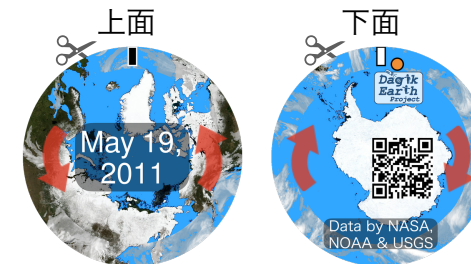 上面
May 19,
2011
下面
Dagik
Earth
Project
Data by NASA,
NOAA & USGS